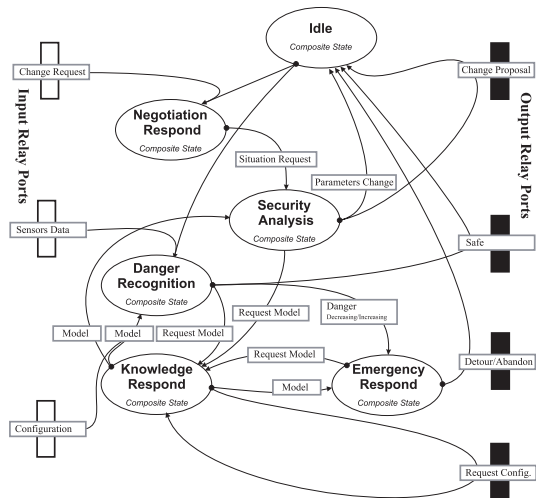 Idle
Composite State
Change Request
Change Proposal
Input Relay Ports
Output Relay Ports
Negotiation
Respond
Composite State
Situation Request
Parameters Change
Security
Analysis
Composite State
Sensors Data
Safe
Danger
Recognition
Composite State
Danger
Decreasing/Increasing
Request Model
Model
Model
Request Model
Request Model
Detour/Abandon
Knowledge
Respond
Composite State
Model
Emergency
Respond
Composite State
Configuration
Request Config.